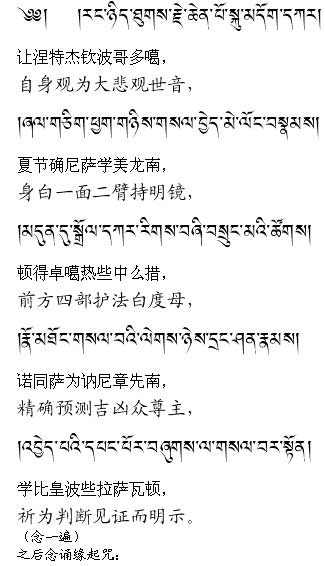 ༄༅། །རང་ཉིད་ཐུགས་རྗེ་ཆེན་པོ་སྐུ་མདོག་དཀར།
让涅特杰钦波哥多噶，
自身观为大悲观世音，
།ཞལ་གཅིག་ཕྱག་གཉིས་གསལ་བྱེད་མེ་ལོང་བསྣམས།
夏节确尼萨学美龙南，
身白一面二臂持明镜，
།མདུན་དུ་སྒྲོལ་དཀར་རིགས་བཞི་བསྲུང་མའི་ཚོགས།
顿得卓噶热些中么措，
前方四部护法白度母，
།རྣོ་མཐོང་གསལ་བའི་ལེགས་ཉེས་དྲང་ཤན་རྣམས།
诺同萨为讷尼章先南，
精确预测吉凶众尊主，
།འབྱེད་པའི་དཔང་པོར་བཞུགས་ལ་གསལ་བར་སྟོན།
学比皇波些拉萨瓦顿，
祈为判断见证而明示。
（念一遍）
之后念诵缘起咒：